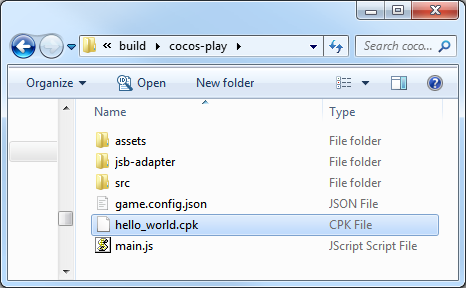 « build ▸ cocos-play ▸ Search coco...
Organize ▾ Open New folder
Name Type
assets File folder
jsb-adapter File folder
src File folder
game.config.json JSON File
hello_world.cpk CPK File
main.js JScript Script File